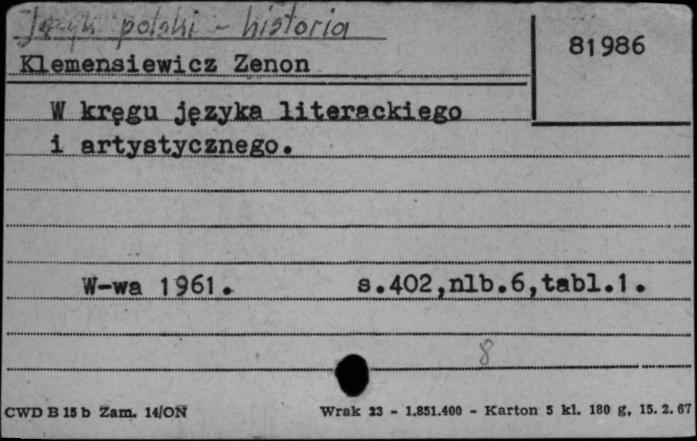 Język polski - historia
81986
Klemensiewicz Zenon
W kręgu języka literackiego
i artystycznego.
W-wa 1961. s.402,nlb.6,tabl.1.
8
CWD B 15 b Zam. 14/ON Wrak 23 - 1.851.400 - Karton 5 kl. 180 g, 15. 2. 67